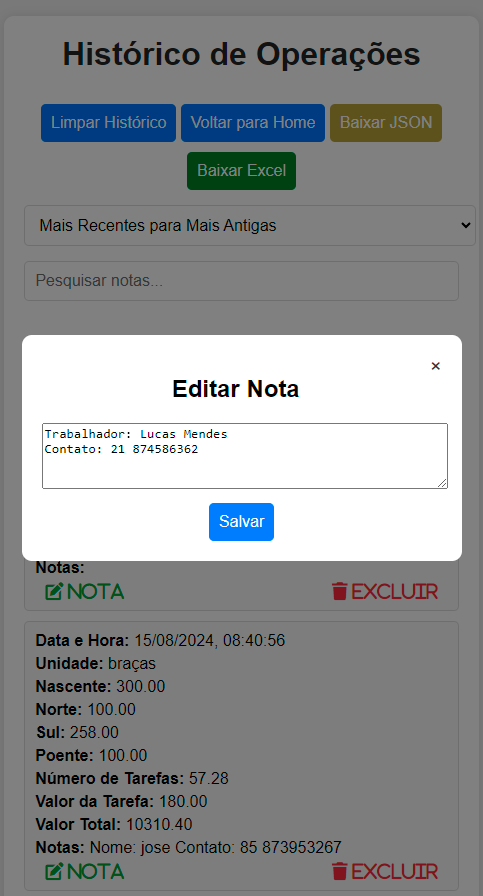 Histórico de Operações
Limpar Histórico Voltar para Home Baixar JSON
Baixar Excel
Mais Recentes para Mais Antigas
Pesquisar notas...
×
Editar Nota
Trabalhador: Lucas Mendes
Contato: 21 874586362
Salvar
Notas:
NOTA EXCLUIR
Data e Hora: 15/08/2024, 08:40:56
Unidade: braças
Nascente: 300.00
Norte: 100.00
Sul: 258.00
Poente: 100.00
Número de Tarefas: 57.28
Valor da Tarefa: 180.00
Valor Total: 10310.40
Notas: Nome: jose Contato: 85 873953267
NOTA EXCLUIR